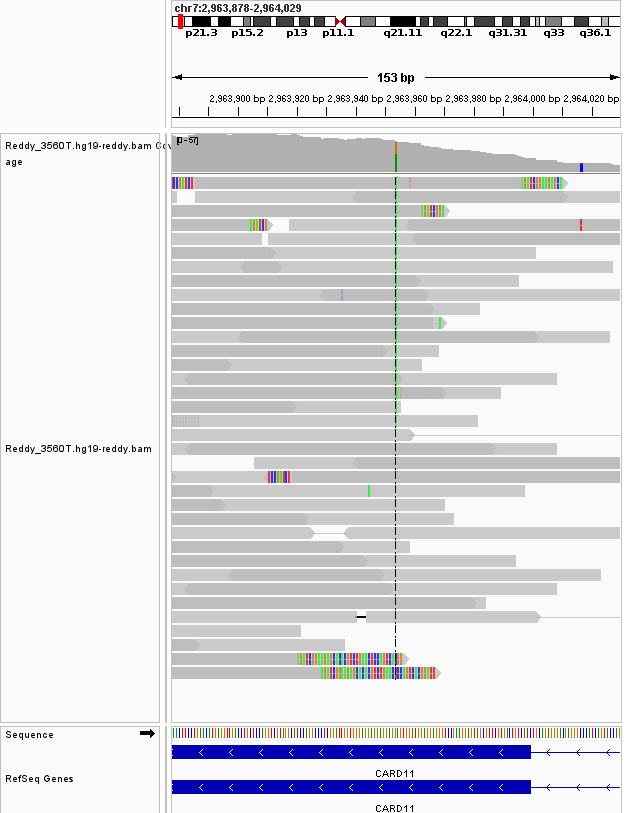 chr7:2,963,878-2,964,029
p21.3 p15.2 p13 p11.1 q21.11 q22.1 q31.31 q33 q36.1
153 bp
2,963,900 bp 2,963,920 bp 2,963,940 bp 2,963,960 bp 2,963,980 bp 2,964,000 bp 2,964,020 bp
[0 - 57]
Reddy_3560T.hg19-reddy.bam Cov
age
Reddy_3560T.hg19-reddy.bam
Sequence
CARD11
RefSeq Genes
CARD11